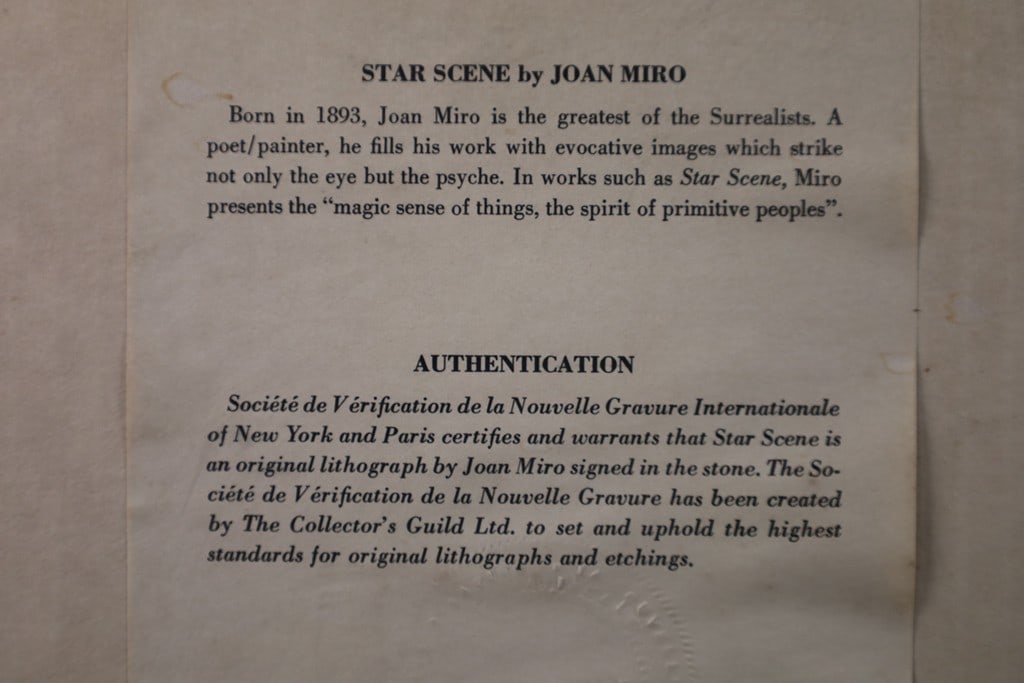 STAR SCENE by JOAN MIRO
Born in 1893, Joan Miro is the greatest of the Surrealists. A
poet/painter, he fills his work with evocative images which strike
not only the eye but the psyche. In works such as Star Scene, Miro
presents the “magic sense of things, the spirit of primitive peoples”.
AUTHENTICATION
Société de Vérification de la Nouvelle Gravure Internationale
of New York and Paris certifies and warrants that Star Scene is
an original lithograph by Joan Miro signed in the stone. The So-
ciété de Vérification de la Nouvelle Gravure has been created
by The Collector’s Guild Ltd. to set and uphold the highest
standards for original lithographs and etchings.